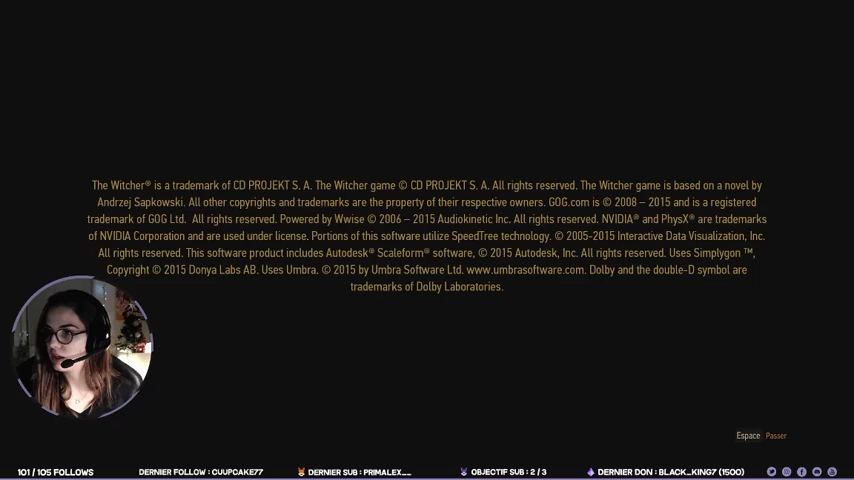 The Witcher® is a trademark of CD PROJEKT S. A. The Witcher game © CD PROJEKT S. A. All rights reserved. The Witcher game is based on a novel by
Andrzej Sapkowski. All other copyrights and trademarks are the property of their respective owners. GOG.com is © 2008 – 2015 and is a registered
trademark of GOG Ltd. All rights reserved. Powered by Wwise © 2006 – 2015 Audiokinetic Inc. All rights reserved. NVIDIA® and PhysX® are trademarks
of NVIDIA Corporation and are used under license. Portions of this software utilize SpeedTree technology. © 2005-2015 Interactive Data Visualization, Inc.
All rights reserved. This software product includes Autodesk® Scaleform® software, © 2015 Autodesk, Inc. All rights reserved. Uses Simplygon ™,
Copyright © 2015 Donya Labs AB. Uses Umbra. © 2015 by Umbra Software Ltd. www.umbrasoftware.com. Dolby and the double-D symbol are
trademarks of Dolby Laboratories.
Espace Passer
101 / 105 FOLLOWS DERNIER FOLLOW : CUUPCAKE77 DERNIER SUB : PRIMALEX__ OBJECTIF SUB : 2 / 3 DERNIER DON : BLACK_KING7 (1500)